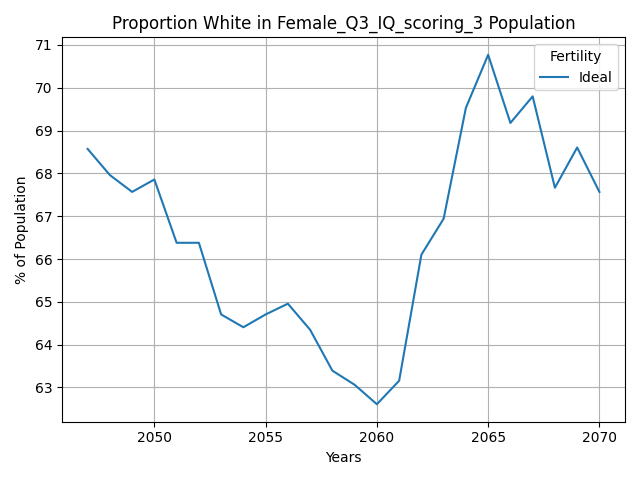 Proportion White in Female_Q3_IQ_scoring_3 Population
Fertility
Ideal
71
70
69
68
67
66
65
64
63
% of Population
2050 2055 2060 2065 2070
Years